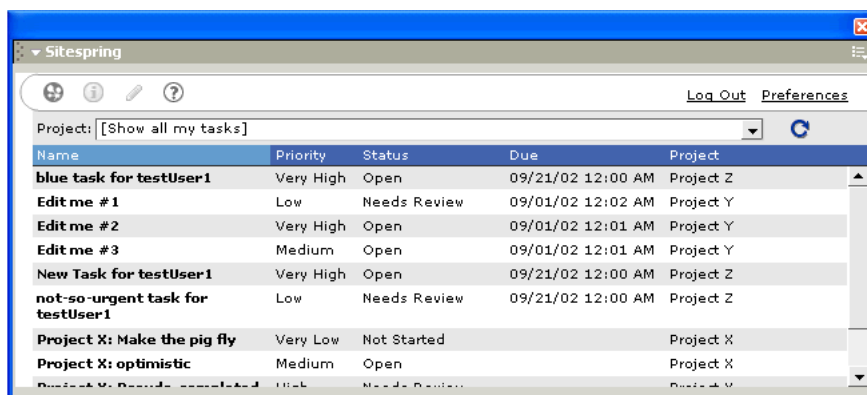 Sitespring
Log Out Preferences
Project: [Show all my tasks]
Name Priority Status Due Project
blue task for testUser1 Very High Open 09/21/02 12:00 AM Project Z
Edit me #1 Low Needs Review 09/01/02 12:02 AM Project Y
Edit me #2 Very High Open 09/01/02 12:01 AM Project Y
Edit me #3 Medium Open 09/01/02 12:01 AM Project Y
New Task for testUser1 Very High Open 09/21/02 12:00 AM Project Z
not-so-urgent task for Low Needs Review 09/21/02 12:00 AM Project Z
testUser1
Project X: Make the pig fly Very Low Not Started Project X
Project X: optimistic Medium Open Project X